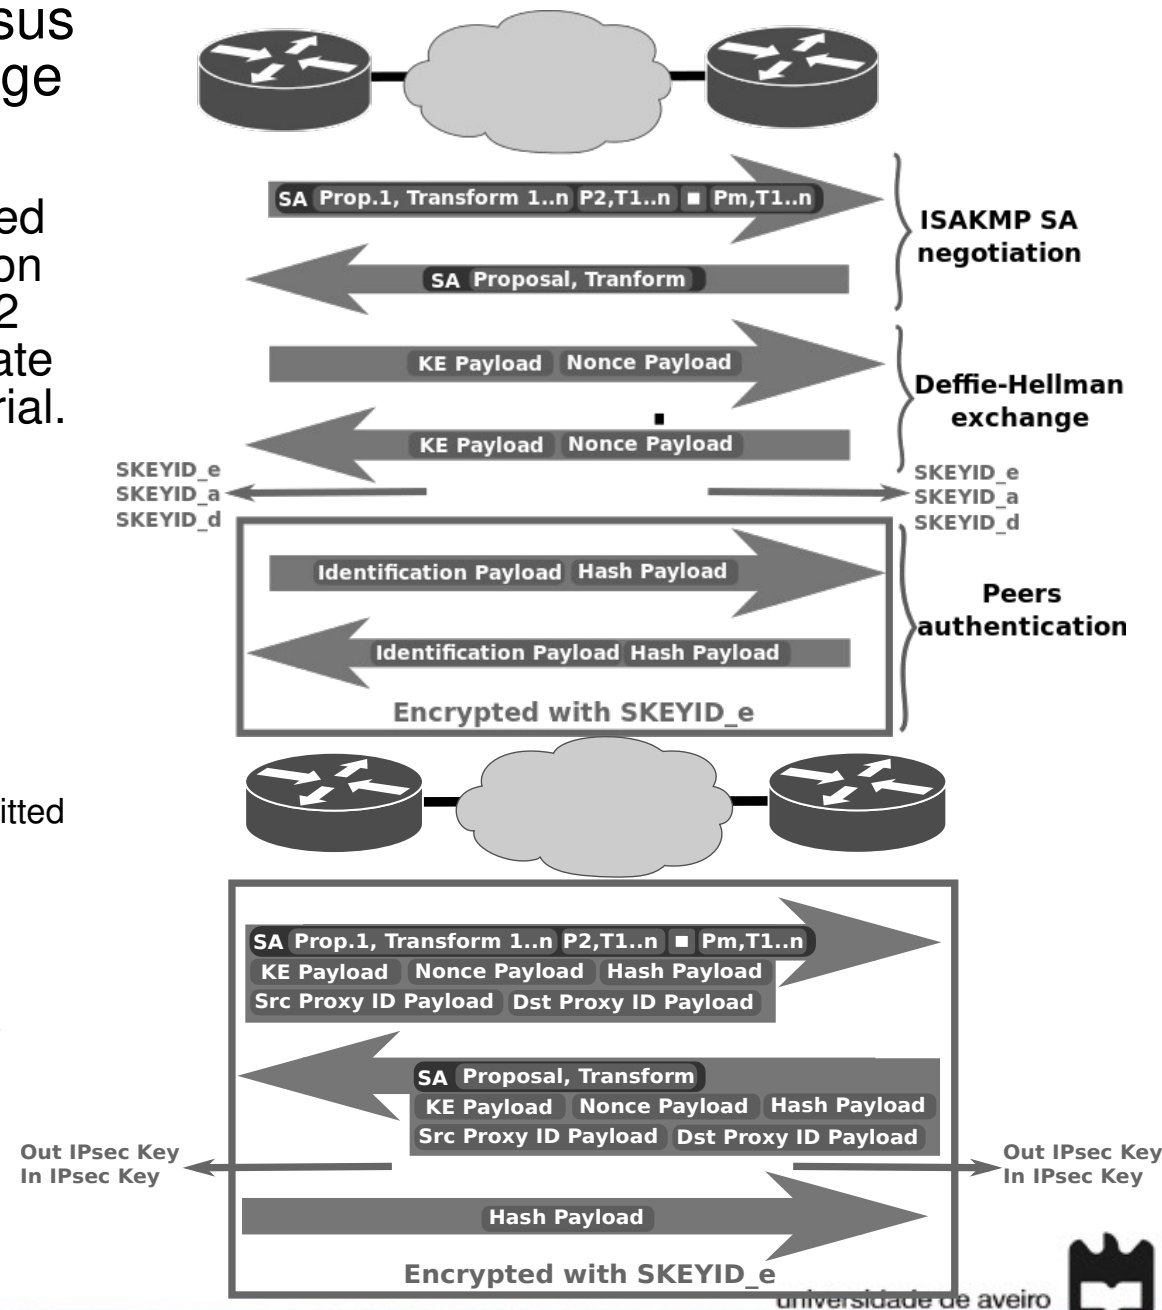 sus
ge
ed
on
2
ate
rial.
SA Prop.1, Transform 1..n P2,T1..n ■ Pm,T1..n
ISAKMP SA
negotiation
SA Proposal, Tranform
KE Payload Nonce Payload
Deffie-Hellman
exchange
KE Payload Nonce Payload
SKEYID_e
SKEYID_a
SKEYID_d
SKEYID_e
SKEYID_a
SKEYID_d
Identification Payload Hash Payload
Peers
authentication
Identification Payload Hash Payload
Encrypted with SKEYID_e
itted
SA Prop.1, Transform 1..n P2,T1..n ■ Pm,T1..n
KE Payload Nonce Payload Hash Payload
Src Proxy ID Payload Dst Proxy ID Payload
SA Proposal, Transform
KE Payload Nonce Payload Hash Payload
Src Proxy ID Payload Dst Proxy ID Payload
Out IPsec Key
In IPsec Key
Out IPsec Key
In IPsec Key
Hash Payload
Encrypted with SKEYID_e
universidade de aveiro